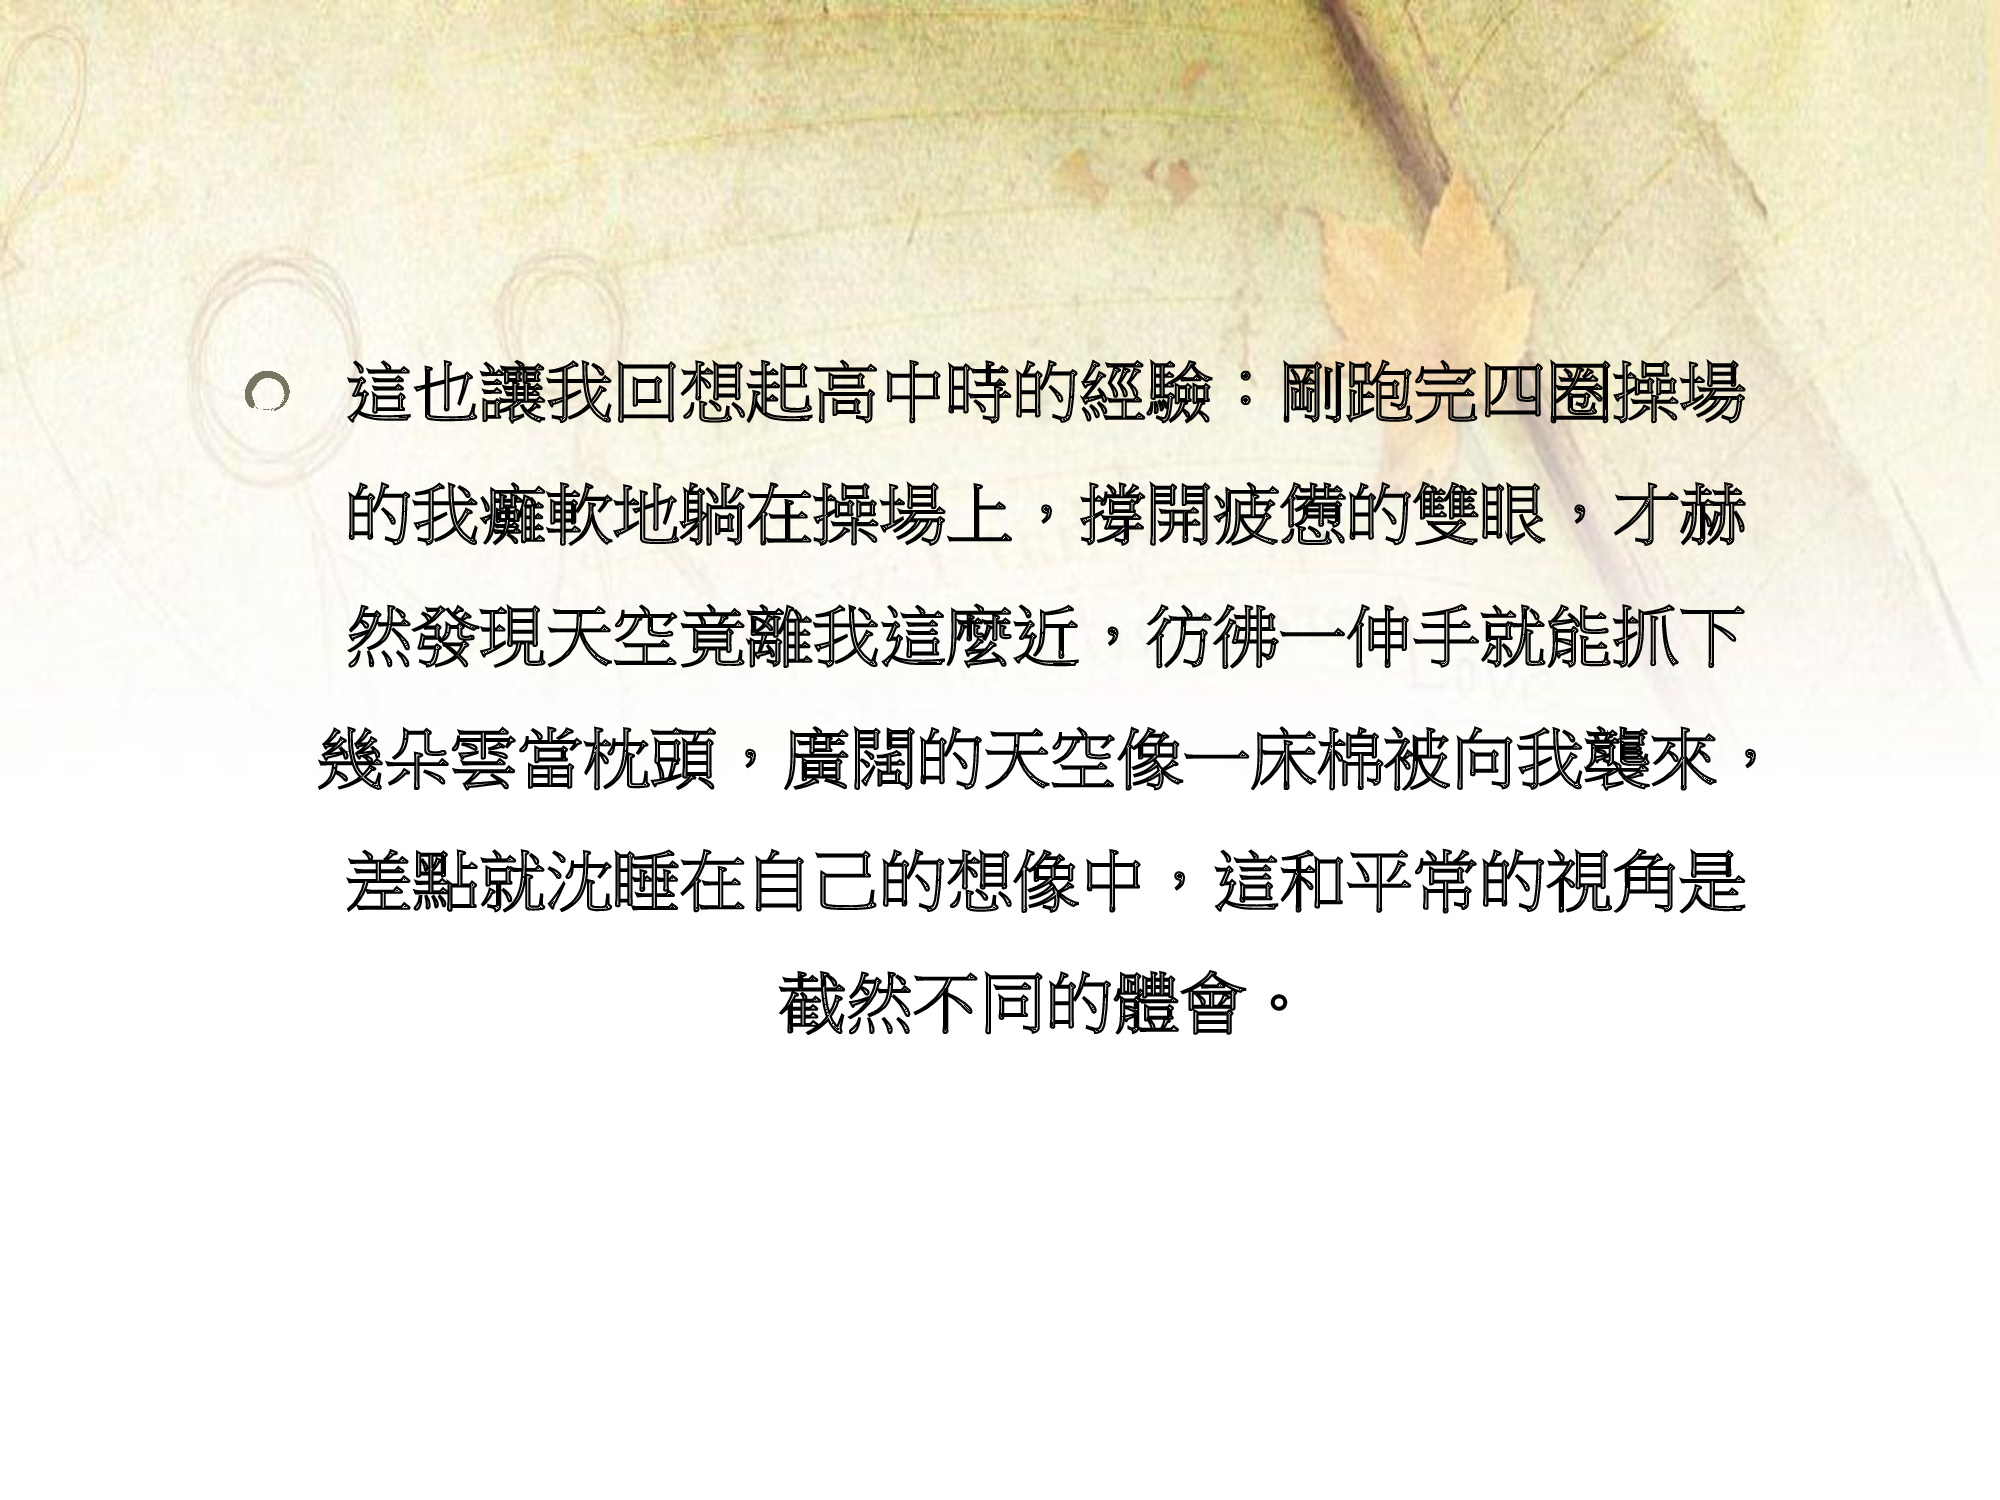 這也讓我回想起高中時的經驗：剛跑完四圈操場
的我癱軟地躺在操場上，撐開疲憊的雙眼，才赫
然發現天空竟離我這麼近，彷彿一伸手就能抓下
幾朵雲當枕頭，廣闊的天空像一床棉被向我襲來，
差點就沈睡在自己的想像中，這和平常的視角是
截然不同的體會。